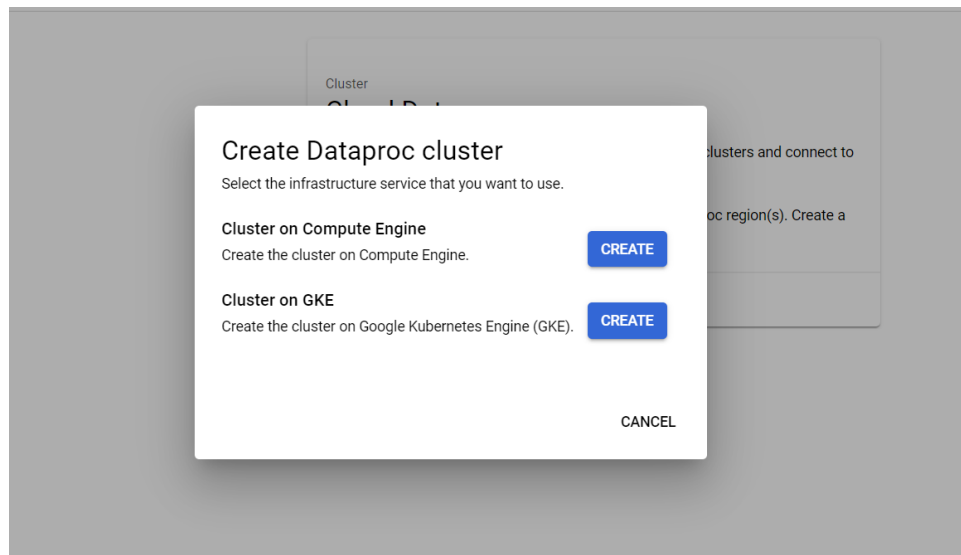 Cluster
Create Dataproc cluster
clusters and connect to
Select the infrastructure service that you want to use.
oc region(s). Create a
Cluster on Compute Engine
Create the cluster on Compute Engine.
CREATE
Cluster on GKE
Create the cluster on Google Kubernetes Engine (GKE).
CREATE
CANCEL